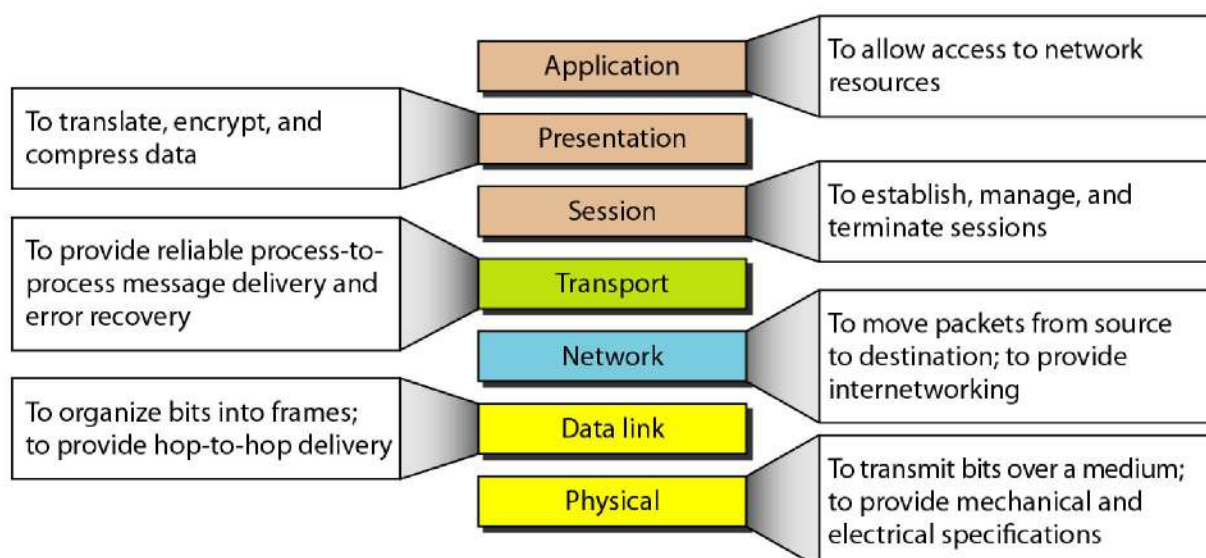 Application
To allow access to network
resources
To translate, encrypt, and
compress data
Presentation
Session
To establish, manage, and
terminate sessions
To provide reliable process-to-
process message delivery and
error recovery
Transport
Network
To move packets from source
to destination; to provide
internetworking
To organize bits into frames;
to provide hop-to-hop delivery
Data link
Physical
To transmit bits over a medium;
to provide mechanical and
electrical specifications